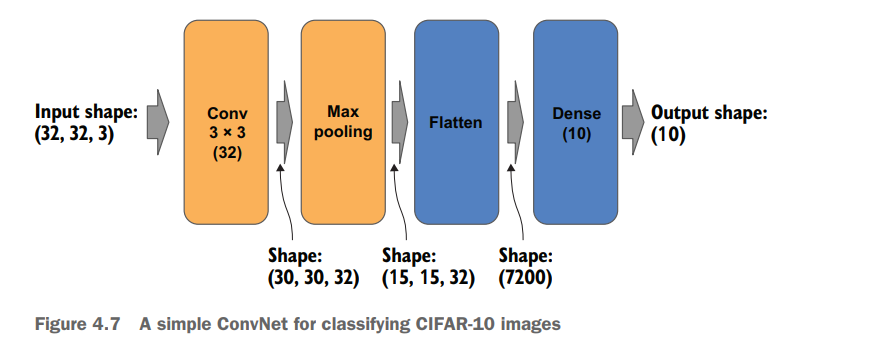 Input shape:
(32, 32, 3)
Conv
3 × 3
(32)
Max
pooling
Flatten
Dense
(10)
Output shape:
(10)
Shape:
(30, 30, 32)
Shape:
(15, 15, 32)
Shape:
(7200)
Figure 4.7 A simple ConvNet for classifying CIFAR-10 images